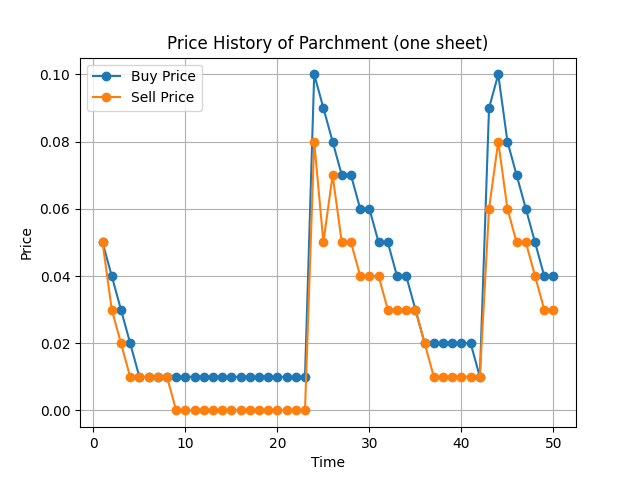 Price History of Parchment (one sheet)
Buy Price
Sell Price
0.10
0.08
0.06
0.04
0.02
0.00
Price
0 10 20 30 40 50
Time